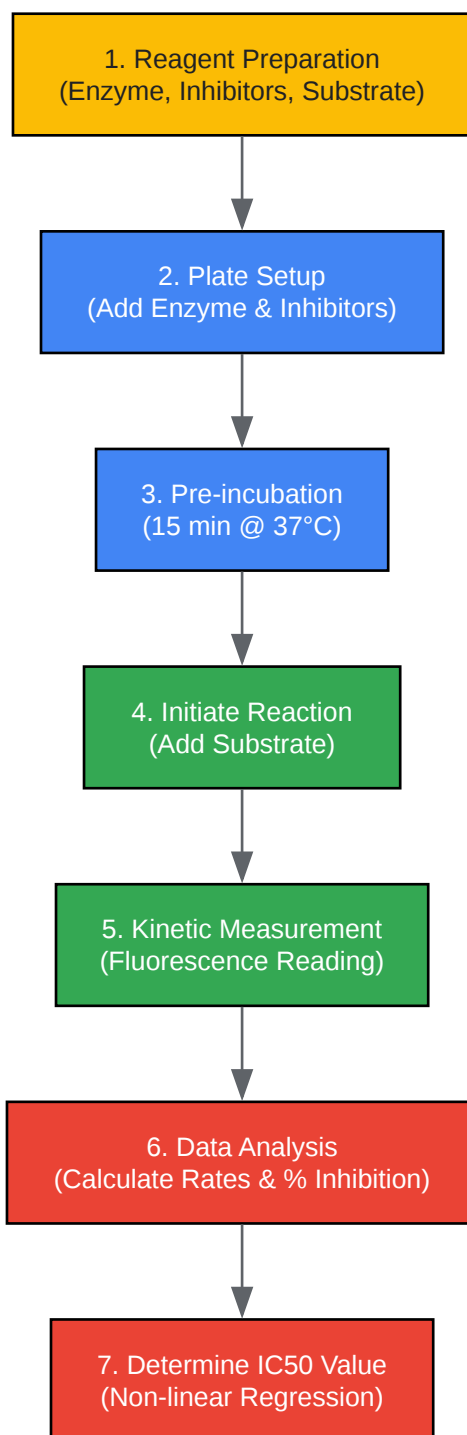 1. Reagent Preparation
(Enzyme, Inhibitors, Substrate)
2. Plate Setup
(Add Enzyme & Inhibitors)
3. Pre-incubation
(15 min @ 37°C)
4. Initiate Reaction
(Add Substrate)
5. Kinetic Measurement
(Fluorescence Reading)
6. Data Analysis
(Calculate Rates & % Inhibition)
7. Determine IC50 Value
(Non-linear Regression)